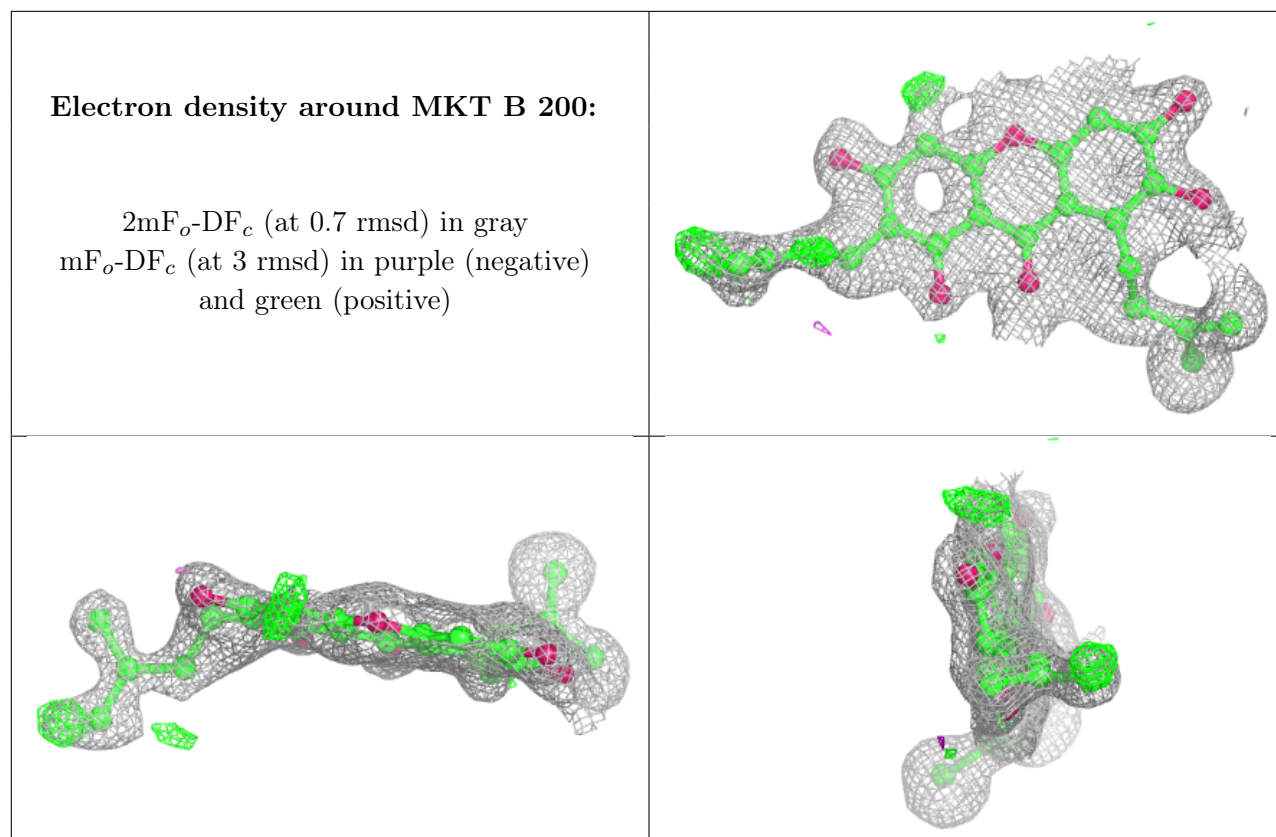 Electron density around MKT B 200:
2mFo-DFc (at 0.7 rmsd) in gray
mFo-DFc (at 3 rmsd) in purple (negative)
and green (positive)